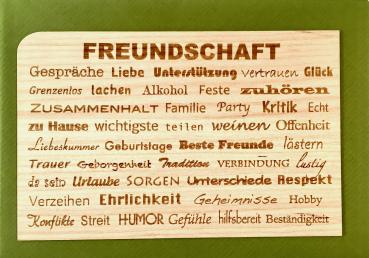 FREUNDSCHAFT
Gespräche Liebe Unterstützung vertrauen Glück
Grenzenlos lachen Alkohol Feste zuhören
ZUSAMMENHALT Familie Party Kritik Echt
zu Hause wichtigste teilen weinen Offenheit
Liebeskummer Geburtstage Beste Freunde lästern
Trauer Geborgenheit Tradition VERBINDUNG lustig
da sein Urlaube SORGEN Unterschiede Respekt
Verzeihen Ehrlichkeit Geheimnisse Hobby
Konflikte Streit HUMOR Gefühle hilfsbereit Beständigkeit